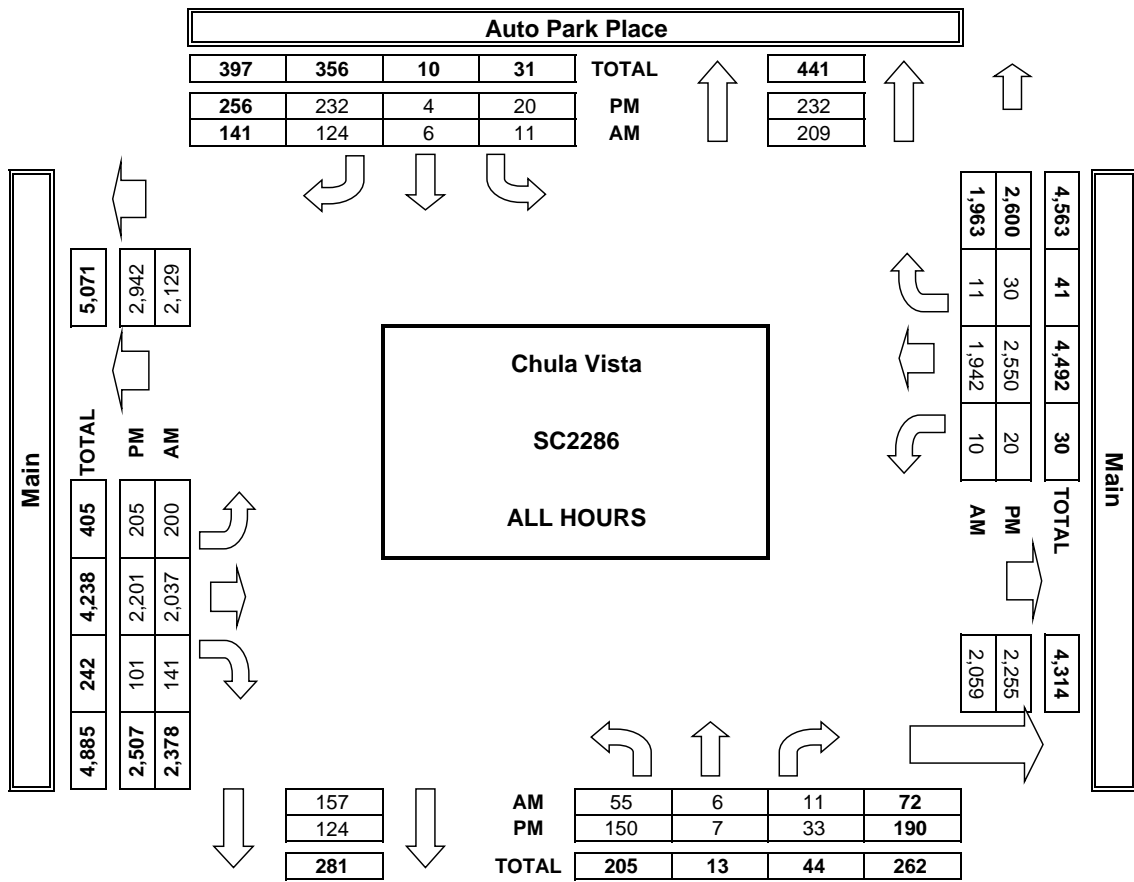 Auto Park Place
397 356 10 31 TOTAL 441
256 232 4 20 PM 232
141 124 6 11 AM 209
Main
5,071
2,942
2,129
TOTAL 405 4,238 242 4,885
PM 205 2,201 101 2,507
AM 200 2,037 141 2,378
Chula Vista
SC2286
ALL HOURS
4,563 41 4,492 30 TOTAL 4,314
2,600 30 2,550 20 PM 2,255
1,963 11 1,942 10 AM 2,059
Main
157 AM 55 6 11 72
124 PM 150 7 33 190
281 TOTAL 205 13 44 262